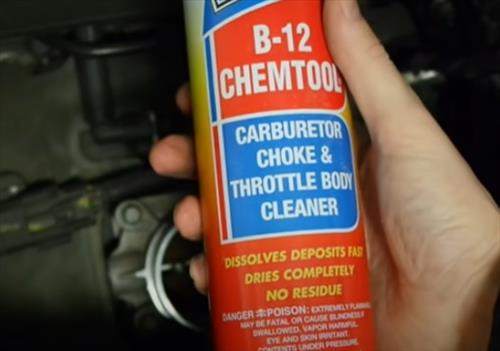 B-12
CHEMTOOL
CARBURETOR
CHOKE &
THROTTLE BODY
CLEANER
DISSOLVES DEPOSITS FAST
DRIES COMPLETELY
NO RESIDUE
DANGER POISON: EXTREMELY FLAMMABLE
MAY BE FATAL OR CAUSE BLINDNESS
SWALLOWED. VAPOR HARMFUL.
EYE AND SKIN IRRITANT.
CONTENTS UNDER PRESSURE.